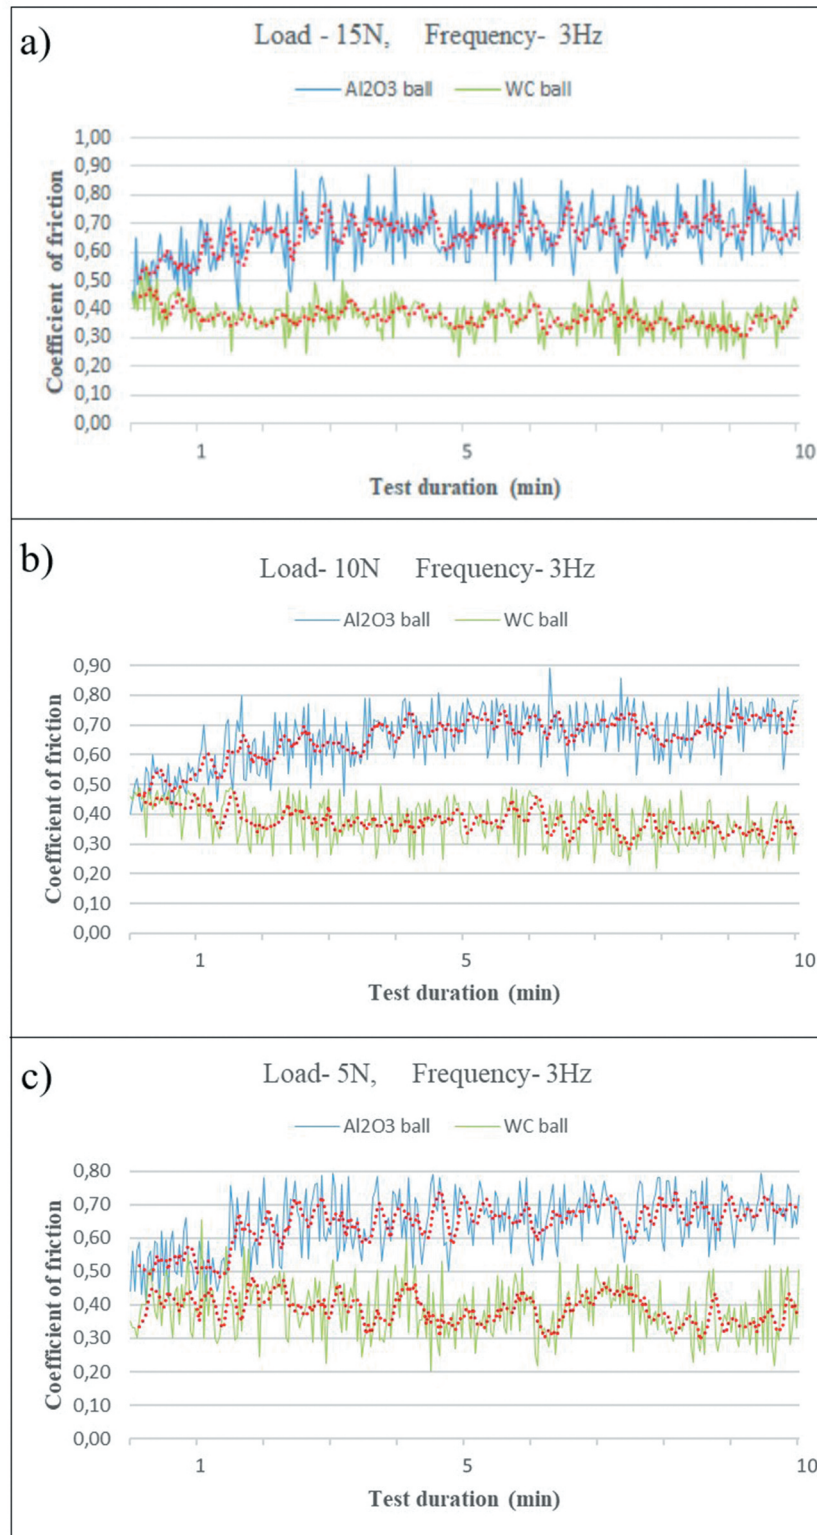 a)
Load - 15N, Frequency- 3Hz
Al2O3 ball WC ball
Coefficient of friction
1,00
0,90
0,80
0,70
0,60
0,50
0,40
0,30
0,20
0,10
0,00
1 5 10
Test duration (min)
b)
Load- 10N Frequency- 3Hz
Al2O3 ball WC ball
Coefficient of friction
0,90
0,80
0,70
0,60
0,50
0,40
0,30
0,20
0,10
0,00
1 5 10
Test duration (min)
c)
Load- 5N, Frequency- 3Hz
Al2O3 ball WC ball
Coefficient of friction
0,80
0,70
0,60
0,50
0,40
0,30
0,20
0,10
0,00
1 5 10
Test duration (min)